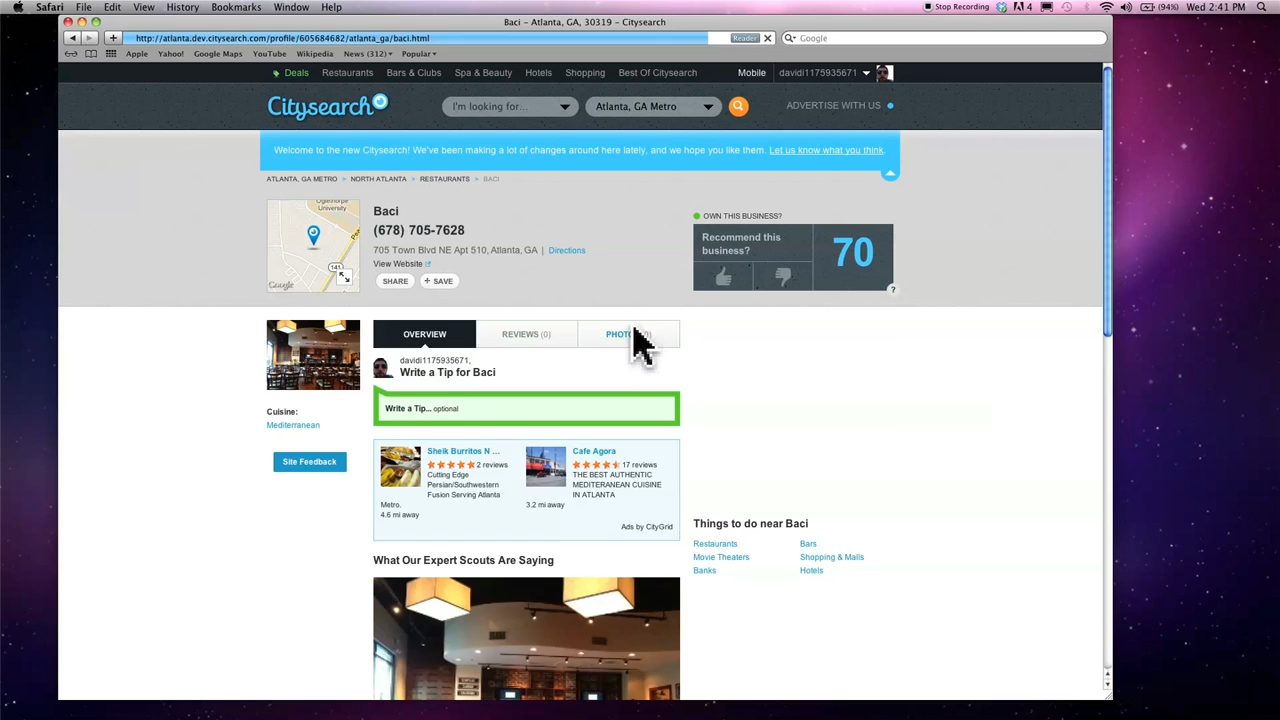 Safari File Edit View History Bookmarks Window Help
Stop Recording 4 (94%) Wed 2:41 PM
Baci – Atlanta, GA, 30319 – Citysearch
http://atlanta.dev.citysearch.com/profile/605684682/atlanta_ga/baci.html Reader Google
Apple Yahoo! Google Maps YouTube Wikipedia News (312) Popular
Deals Restaurants Bars & Clubs Spa & Beauty Hotels Shopping Best Of Citysearch Mobile davidi1175935671
Citysearch I'm looking for... Atlanta, GA Metro ADVERTISE WITH US
Welcome to the new Citysearch! We've been making a lot of changes around here lately, and we hope you like them. Let us know what you think.
ATLANTA, GA METRO > NORTH ATLANTA > RESTAURANTS > BACI
Oglethorpe
University
141
Google
Baci
(678) 705-7628
705 Town Blvd NE Apt 510, Atlanta, GA | Directions
View Website
SHARE + SAVE
OWN THIS BUSINESS?
Recommend this
business?
70
?
OVERVIEW REVIEWS (0) PHOTO
davidi1175935671,
Write a Tip for Baci
Write a Tip... optional
Cuisine:
Mediterranean
Site Feedback
Sheik Burritos N ...
2 reviews
Cutting Edge
Persian/Southwestern
Fusion Serving Atlanta
Metro.
4.6 mi away
Cafe Agora
17 reviews
THE BEST AUTHENTIC
MEDITERANEAN CUISINE
IN ATLANTA
3.2 mi away
Ads by CityGrid
What Our Expert Scouts Are Saying
Things to do near Baci
Restaurants Bars
Movie Theaters Shopping & Malls
Banks Hotels